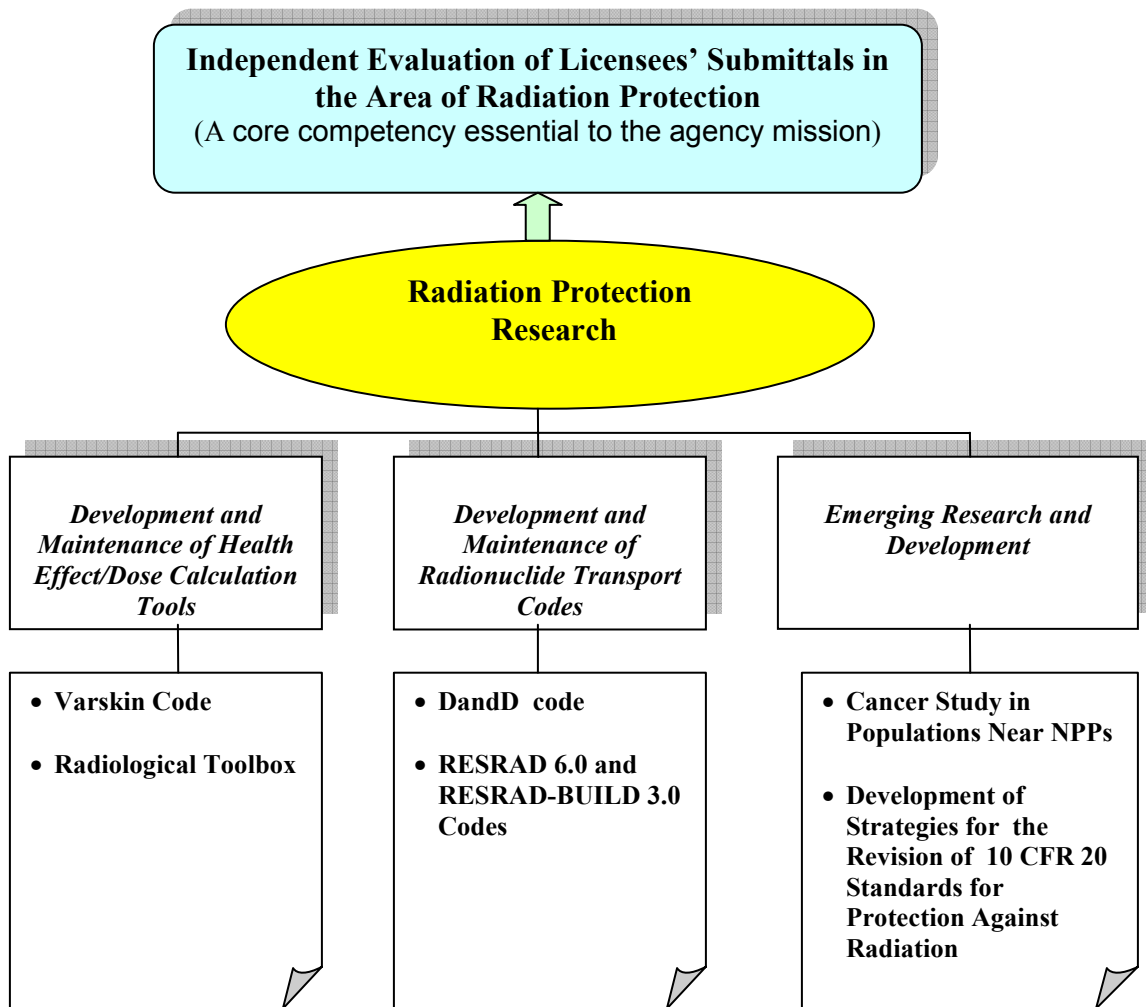 Independent Evaluation of Licensees’ Submittals in
the Area of Radiation Protection
(A core competency essential to the agency mission)
Radiation Protection
Research
Development and
Maintenance of Health
Effect/Dose Calculation
Tools
Development and
Maintenance of
Radionuclide Transport
Codes
Emerging Research and
Development
• Varskin Code
• Radiological Toolbox
• DandD code
• RESRAD 6.0 and
RESRAD-BUILD 3.0
Codes
• Cancer Study in
Populations Near NPPs
• Development of
Strategies for the
Revision of 10 CFR 20
Standards for
Protection Against
Radiation